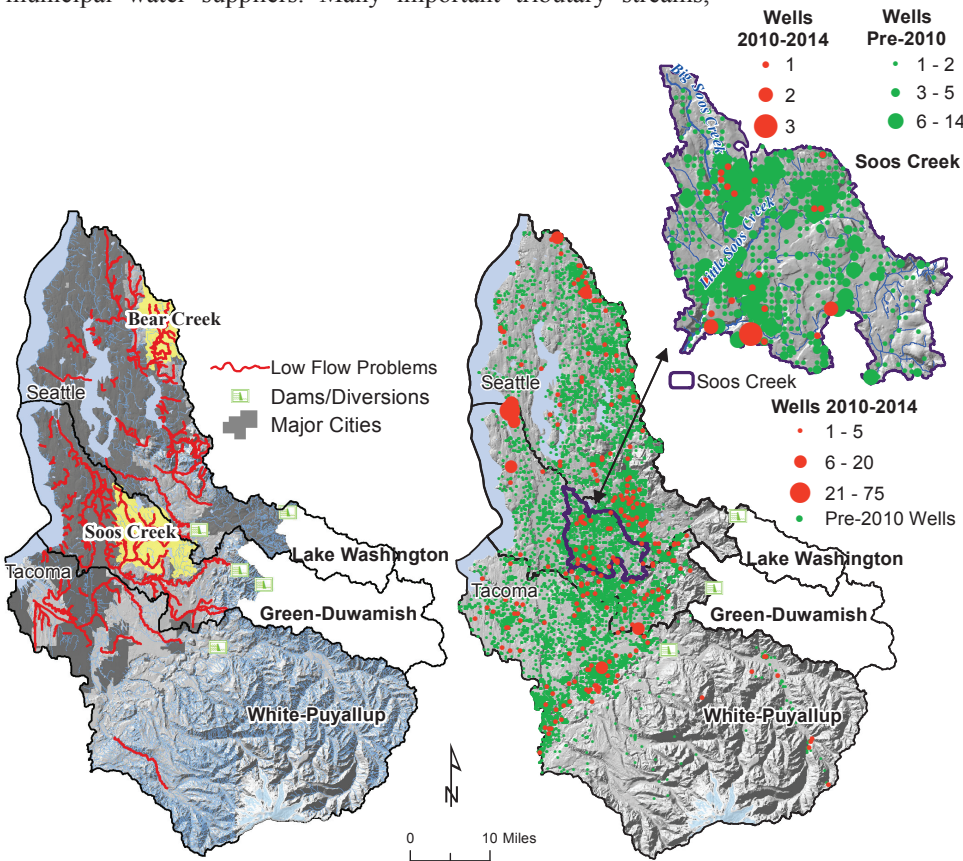 municipal water suppliers. Many important tributary streams,
Wells
2010-2014
1
2
3
Wells
Pre-2010
1 - 2
3 - 5
6 - 14
Soos Creek
Big Soos Creek
Little Soos Creek
Bear Creek
Seattle
Soos Creek
Tacoma
Lake Washington
Green-Duwamish
White-Puyallup
Low Flow Problems
Dams/Diversions
Major Cities
N
0 10 Miles
Seattle
Tacoma
Lake Washington
Green-Duwamish
White-Puyallup
Soos Creek
Wells 2010-2014
1 - 5
6 - 20
21 - 75
Pre-2010 Wells